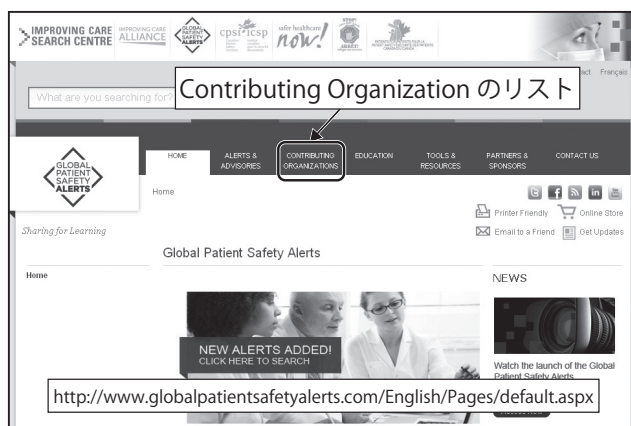 IMPROVING CARE
SEARCH CENTRE
IMPROVING CARE
ALLIANCE
GLOBAL
PATIENT
SAFETY
ALERTS
cpsi icsp
safer healthcare
now!
STOP!
Contributing Organization のリスト
act Français
What are you searching for?
HOME
ALERTS &
ADVISORIES
CONTRIBUTING
ORGANIZATIONS
EDUCATION
TOOLS &
RESOURCES
PARTNERS &
SPONSORS
CONTACT US
GLOBAL
PATIENT
SAFETY
ALERTS
Sharing for Learning
Home
Printer Friendly
Online Store
Email to a Friend
Get Updates
Global Patient Safety Alerts
Home
NEWS
NEW ALERTS ADDED!
CLICK HERE TO SEARCH
Watch the launch of the Global
Patient Safety Alerts
http://www.globalpatientsafetyalerts.com/English/Pages/default.aspx